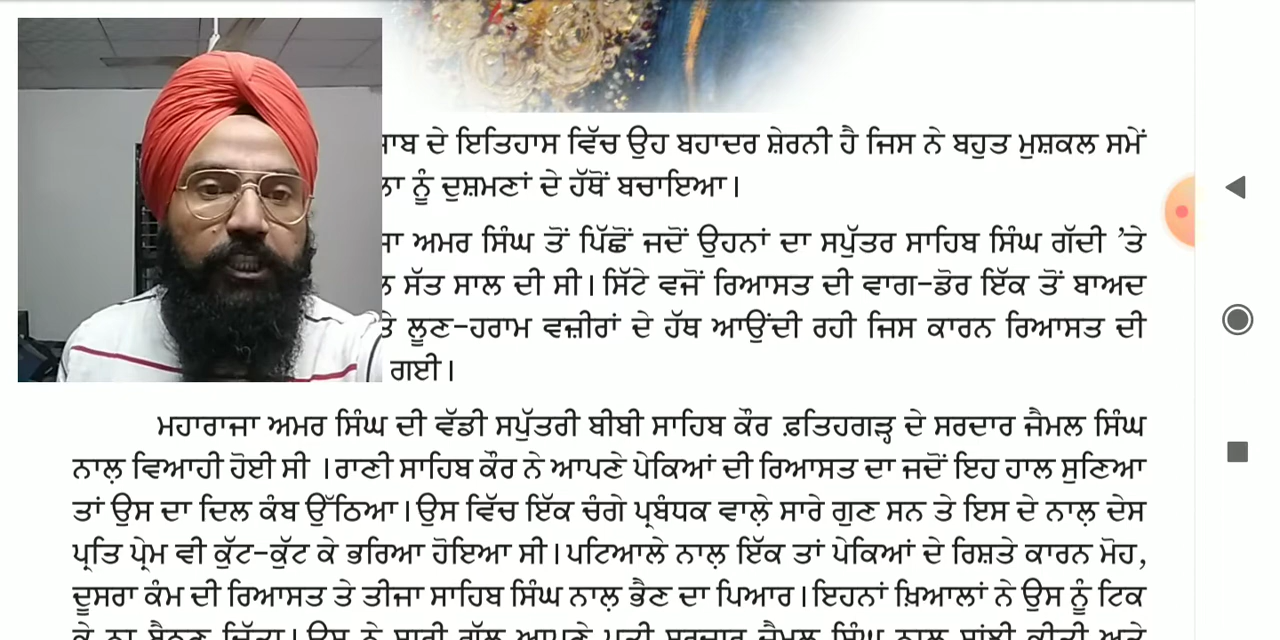 ਦੇ ਇਤਿਹਾਸ ਵਿੱਚ ਉਹ ਬਹਾਦਰ ਸ਼ੇਰਨੀ ਹੈ ਜਿਸ ਨੇ ਬਹੁਤ ਮੁਸ਼ਕਲ ਸਮੇਂ
ਨੂੰ ਦੁਸ਼ਮਣਾਂ ਦੇ ਹੱਥੋਂ ਬਚਾਇਆ।
ਅਮਰ ਸਿੰਘ ਤੋਂ ਪਿੱਛੋਂ ਜਦੋਂ ਉਹਨਾਂ ਦਾ ਸਪੁੱਤਰ ਸਾਹਿਬ ਸਿੰਘ ਗੱਦੀ ’ਤੇ
ਸੱਤ ਸਾਲ ਦੀ ਸੀ। ਸਿੱਟੇ ਵਜੋਂ ਰਿਆਸਤ ਦੀ ਵਾਗ-ਡੋਰ ਇੱਕ ਤੋਂ ਬਾਅਦ
ਲੂਣ-ਹਰਾਮ ਵਜ਼ੀਰਾਂ ਦੇ ਹੱਥ ਆਉਂਦੀ ਰਹੀ ਜਿਸ ਕਾਰਨ ਰਿਆਸਤ ਦੀ
ਗਈ।
ਮਹਾਰਾਜਾ ਅਮਰ ਸਿੰਘ ਦੀ ਵੱਡੀ ਸਪੁੱਤਰੀ ਬੀਬੀ ਸਾਹਿਬ ਕੌਰ ਫ਼ਤਿਹਗੜ੍ਹ ਦੇ ਸਰਦਾਰ ਜੈਮਲ ਸਿੰਘ
ਨਾਲ਼ ਵਿਆਹੀ ਹੋਈ ਸੀ ।ਰਾਣੀ ਸਾਹਿਬ ਕੌਰ ਨੇ ਆਪਣੇ ਪੇਕਿਆਂ ਦੀ ਰਿਆਸਤ ਦਾ ਜਦੋਂ ਇਹ ਹਾਲ ਸੁਣਿਆ
ਤਾਂ ਉਸ ਦਾ ਦਿਲ ਕੰਬ ਉੱਠਿਆ। ਉਸ ਵਿੱਚ ਇੱਕ ਚੰਗੇ ਪ੍ਰਬੰਧਕ ਵਾਲ਼ੇ ਸਾਰੇ ਗੁਣ ਸਨ ਤੇ ਇਸ ਦੇ ਨਾਲ਼ ਦੇਸ
ਪ੍ਰਤਿ ਪ੍ਰੇਮ ਵੀ ਕੁੱਟ-ਕੁੱਟ ਕੇ ਭਰਿਆ ਹੋਇਆ ਸੀ। ਪਟਿਆਲੇ ਨਾਲ਼ ਇੱਕ ਤਾਂ ਪੇਕਿਆਂ ਦੇ ਰਿਸ਼ਤੇ ਕਾਰਨ ਮੋਹ,
ਦੂਸਰਾ ਕੰਮ ਦੀ ਰਿਆਸਤ ਤੇ ਤੀਜਾ ਸਾਹਿਬ ਸਿੰਘ ਨਾਲ਼ ਭੈਣ ਦਾ ਪਿਆਰ। ਇਹਨਾਂ ਖ਼ਿਆਲਾਂ ਨੇ ਉਸ ਨੂੰ ਟਿਕ